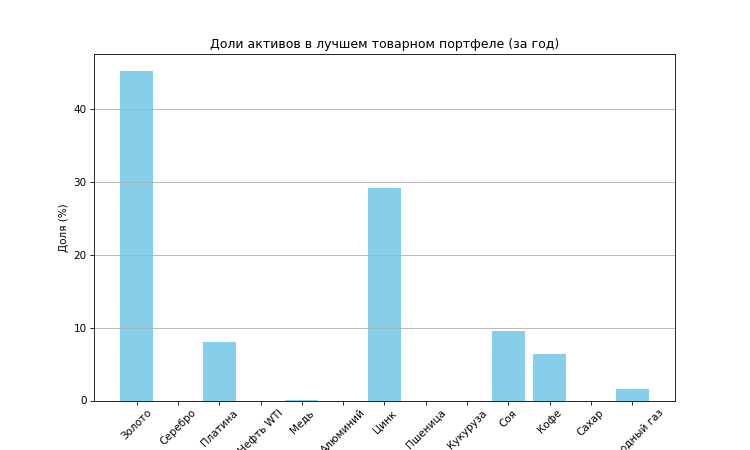 Доли активов в лучшем товарном портфеле (за год)
Доля (%)
40
30
20
10
0
Золото
Серебро
Платина
Нефть WTI
Медь
Алюминий
Цинк
Пшеница
Кукуруза
Соя
Кофе
Сахар
одный газ